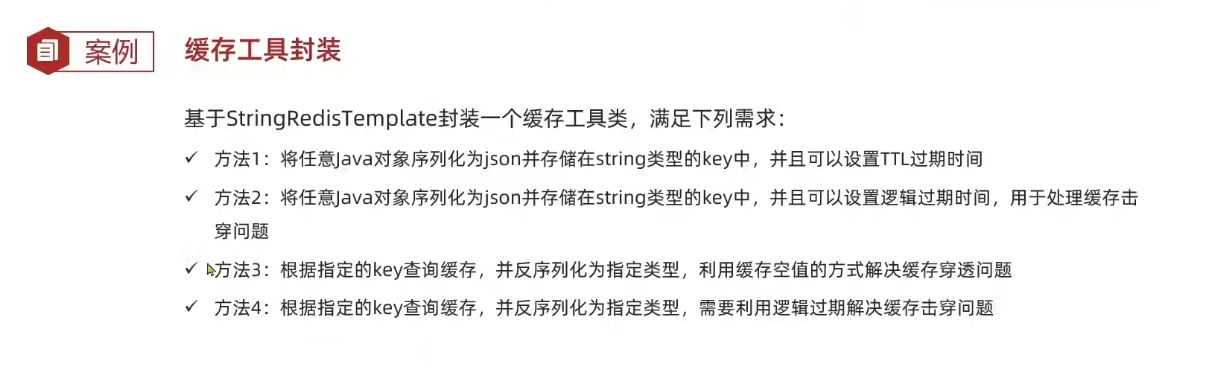 案例 缓存工具封装
基于StringRedisTemplate封装一个缓存工具类，满足下列需求：
✓ 方法1：将任意Java对象序列化为json并存储在string类型的key中，并且可以设置TTL过期时间
✓ 方法2：将任意Java对象序列化为json并存储在string类型的key中，并且可以设置逻辑过期时间，用于处理缓存击
穿问题
✓ 方法3：根据指定的key查询缓存，并反序列化为指定类型，利用缓存空值的方式解决缓存穿透问题
✓ 方法4：根据指定的key查询缓存，并反序列化为指定类型，需要利用逻辑过期解决缓存击穿问题